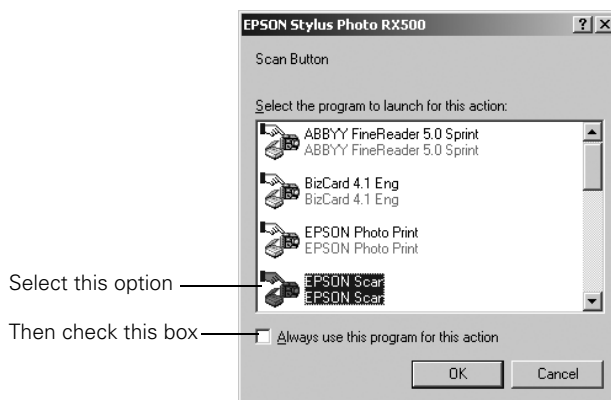 EPSON Stylus Photo RX500
Scan Button
Select the program to launch for this action:
ABBYY FineReader 5.0 Sprint
ABBYY FineReader 5.0 Sprint
BizCard 4.1 Eng
BizCard 4.1 Eng
EPSON Photo Print
EPSON Photo Print
Select this option
EPSON Scan
EPSON Scan
Then check this box
Always use this program for this action
OK
Cancel